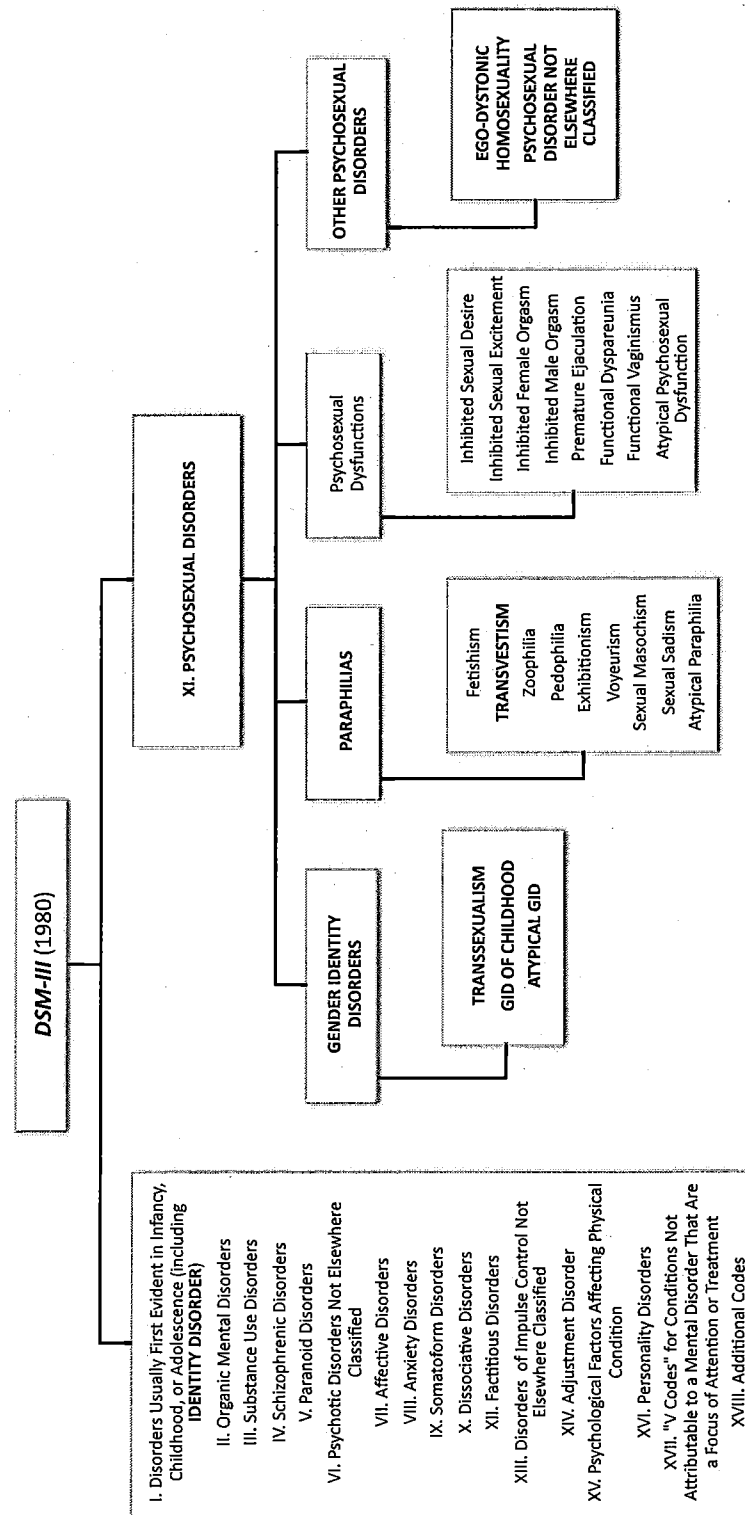 DSM-III (1980)
I. Disorders Usually First Evident in Infancy,
Childhood, or Adolescence (including
IDENTITY DISORDER)
II. Organic Mental Disorders
III. Substance Use Disorders
IV. Schizophrenic Disorders
V. Paranoid Disorders
VI. Psychotic Disorders Not Elsewhere
Classified
VII. Affective Disorders
VIII. Anxiety Disorders
IX. Somatoform Disorders
X. Dissociative Disorders
XII. Factitious Disorders
XIII. Disorders of Impulse Control Not
Elsewhere Classified
XIV. Adjustment Disorder
XV. Psychological Factors Affecting Physical
Condition
XVI. Personality Disorders
XVII. "V Codes" for Conditions Not
Attributable to a Mental Disorder That Are
a Focus of Attention or Treatment
XVIII. Additional Codes
XI. PSYCHOSEXUAL DISORDERS
GENDER IDENTITY
DISORDERS
TRANSSEXUALISM
GID OF CHILDHOOD
ATYPICAL GID
PARAPHILIAS
Fetishism
TRANSVESTISM
Zoophilia
Pedophilia
Exhibitionism
Voyeurism
Sexual Masochism
Sexual Sadism
Atypical Paraphilia
Psychosexual
Dysfunctions
Inhibited Sexual Desire
Inhibited Sexual Excitement
Inhibited Female Orgasm
Inhibited Male Orgasm
Premature Ejaculation
Functional Dyspareunia
Functional Vaginismus
Atypical Psychosexual
Dysfunction
OTHER PSYCHOSEXUAL
DISORDERS
EGO-DYSTONIC
HOMOSEXUALITY
PSYCHOSEXUAL
DISORDER NOT
ELSEWHERE
CLASSIFIED